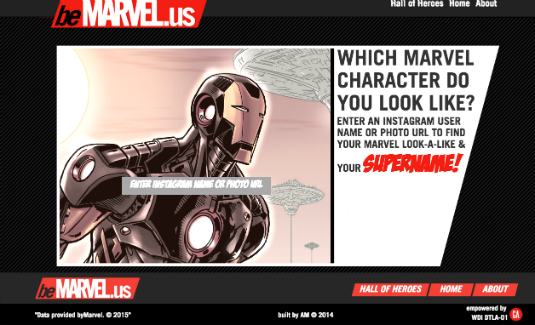 beMARVEL.us
Hall of Heroes Home About
WHICH MARVEL
CHARACTER DO
YOU LOOK LIKE?
ENTER AN INSTAGRAM USER
NAME OR PHOTO URL TO FIND
YOUR MARVEL LOOK-A-LIKE &
YOUR SUPERNAME!
ENTER INSTAGRAM NAME OR PHOTO URL
beMARVEL.us
HALL OF HEROES HOME ABOUT
"Data provided byMarvel. © 2015"
built by AM © 2014
empowered by
WDI DTLA-01 GA